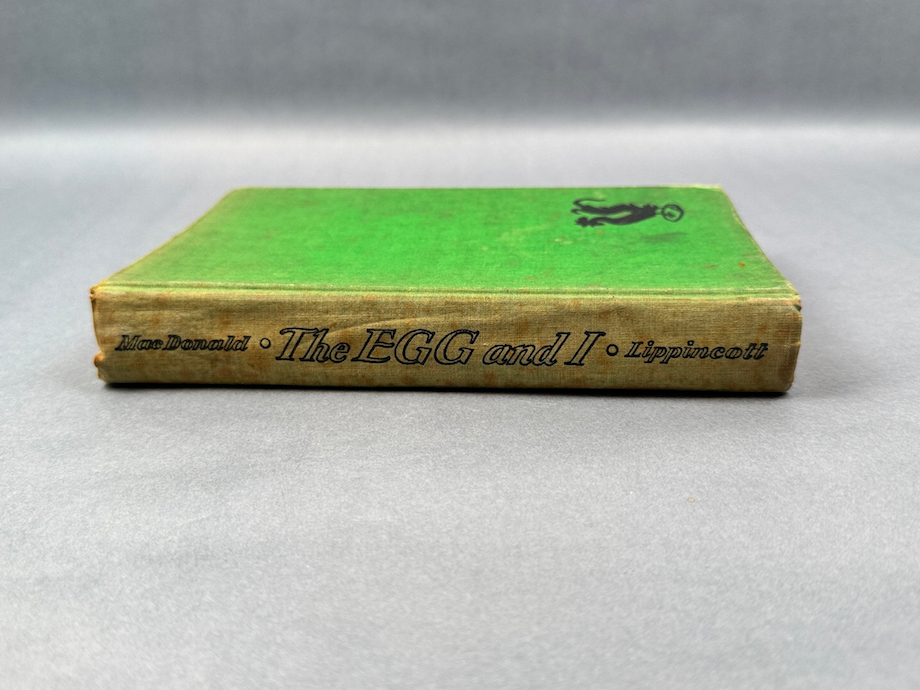 MacDonald • The EGG and I • Lippincott